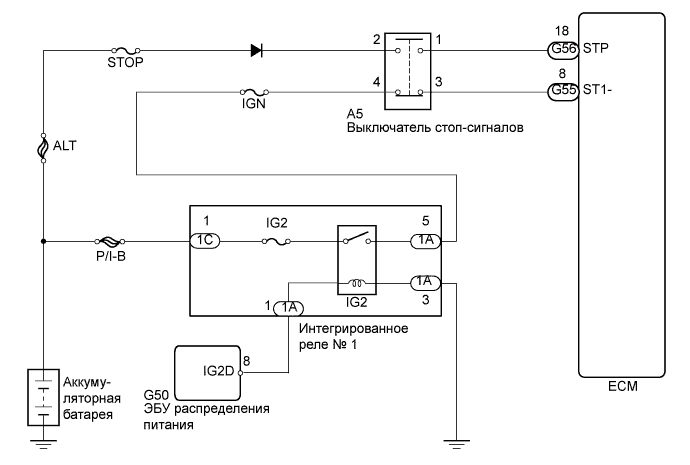 18
2
1
G56
STP
STOP
8
4
3
G55
ST1-
IGN
A5
Выключатель стоп-сигналов
ALT
1
IG2
5
1C
1A
P/I-B
1A
IG2
3
1
1A
Интегрированное
реле № 1
8
IG2D
G50
ЭБУ распределения
питания
Аккуму-
ляторная
батарея
ECM